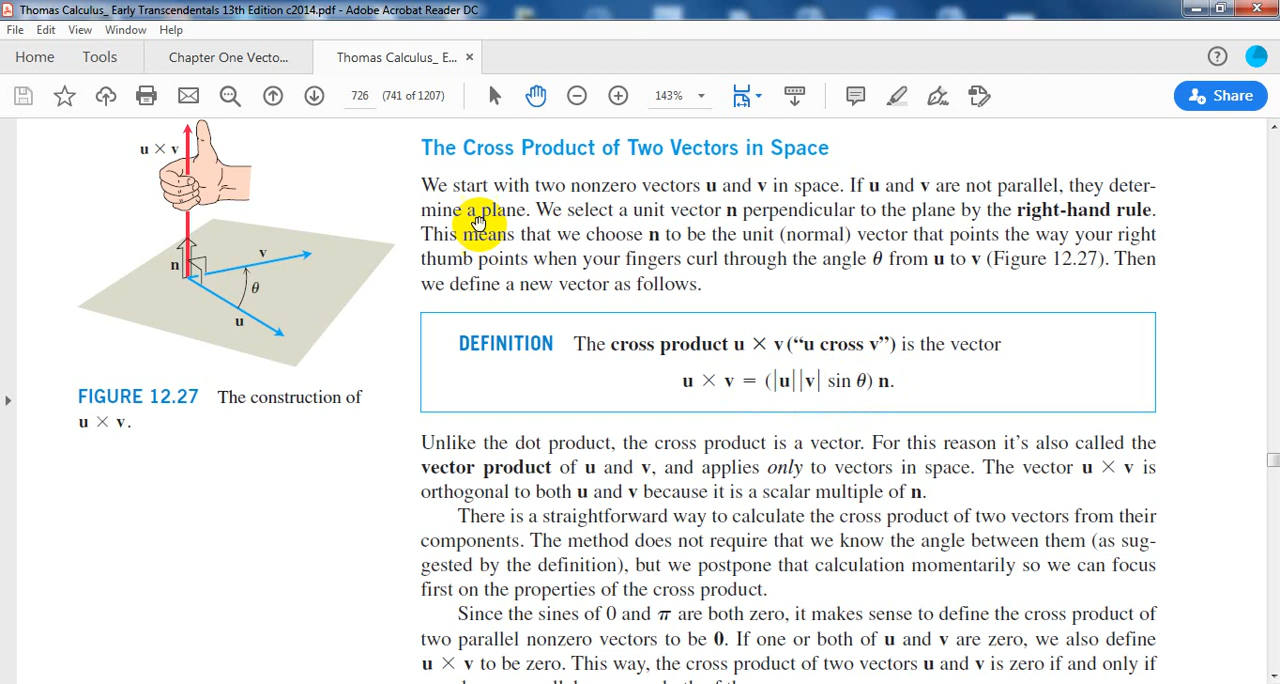 Thomas Calculus_ Early Transcendentals 13th Edition c2014.pdf - Adobe Acrobat Reader DC
File Edit View Window Help
Home Tools Chapter One Vecto... Thomas Calculus_ E... ×
726 (741 of 1207) 143% Share
u × v
n
v
θ
u
FIGURE 12.27 The construction of
u × v.
The Cross Product of Two Vectors in Space
We start with two nonzero vectors u and v in space. If u and v are not parallel, they deter-
mine a plane. We select a unit vector n perpendicular to the plane by the right-hand rule.
This means that we choose n to be the unit (normal) vector that points the way your right
thumb points when your fingers curl through the angle θ from u to v (Figure 12.27). Then
we define a new vector as follows.
DEFINITION The cross product u × v (“u cross v”) is the vector
u × v = (|u||v| sin θ) n.
Unlike the dot product, the cross product is a vector. For this reason it’s also called the
vector product of u and v, and applies only to vectors in space. The vector u × v is
orthogonal to both u and v because it is a scalar multiple of n.
There is a straightforward way to calculate the cross product of two vectors from their
components. The method does not require that we know the angle between them (as sug-
gested by the definition), but we postpone that calculation momentarily so we can focus
first on the properties of the cross product.
Since the sines of 0 and π are both zero, it makes sense to define the cross product of
two parallel nonzero vectors to be 0. If one or both of u and v are zero, we also define
u × v to be zero. This way, the cross product of two vectors u and v is zero if and only if